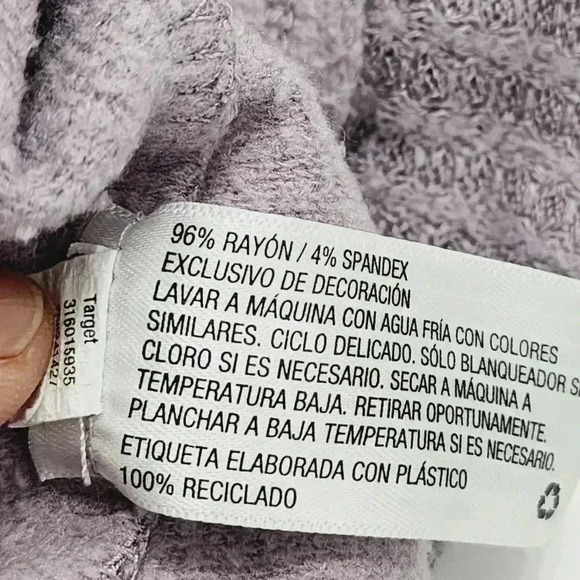 96% RAYÓN / 4% SPANDEX
EXCLUSIVO DE DECORACIÓN
LAVAR A MÁQUINA CON AGUA FRÍA CON COLORES
SIMILARES. CICLO DELICADO. SÓLO BLANQUEADOR
CLORO SI ES NECESARIO. SECAR A MÁQUINA A
TEMPERATURA BAJA. RETIRAR OPORTUNAMENTE.
PLANCHAR A BAJA TEMPERATURA SI ES NECESARIO.
ETIQUETA ELABORADA CON PLÁSTICO
100% RECICLADO
Target
316015835